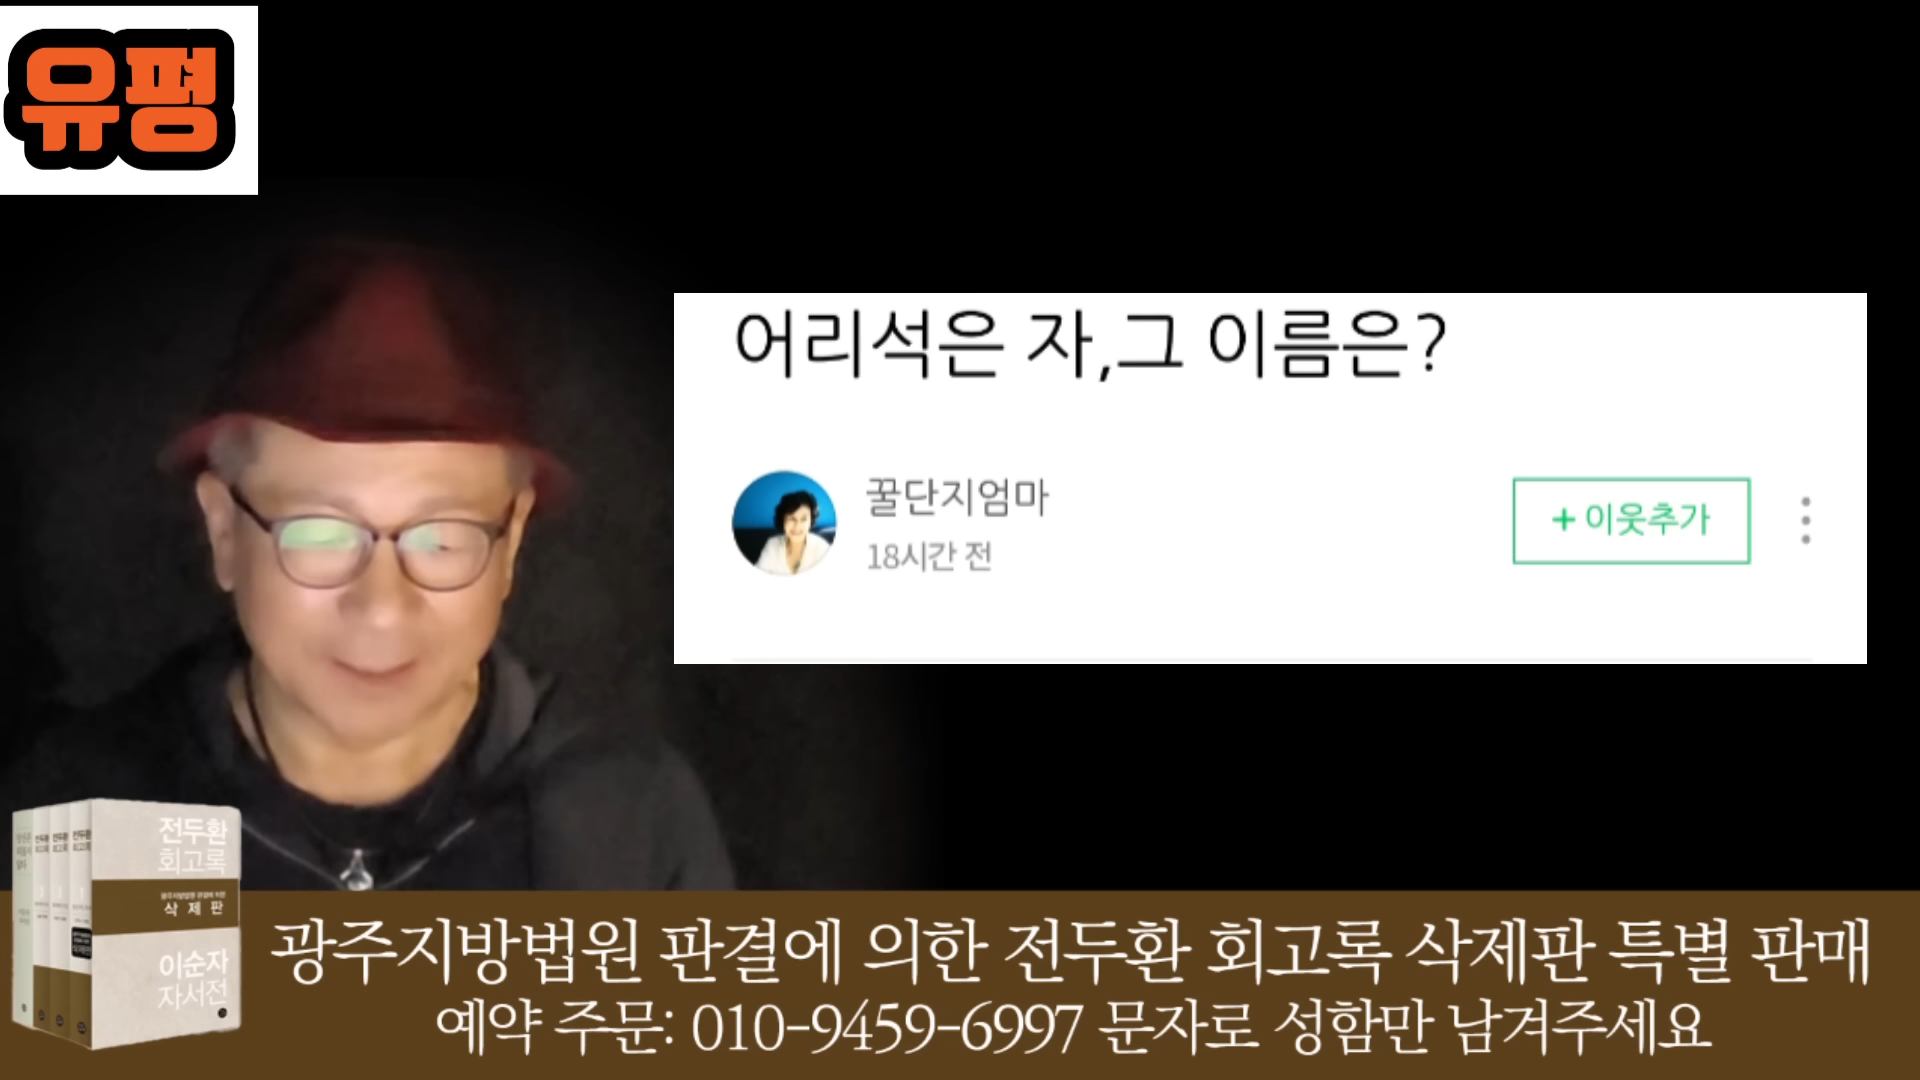 유평
어리석은 자,그 이름은?
꿀단지엄마
18시간 전
+ 이웃추가
전두환
회고록
삭제판
이순자
자서전
광주지방법원 판결에 의한 전두환 회고록 삭제판 특별 판매
예약 주문: 010-9459-6997 문자로 성함만 남겨주세요